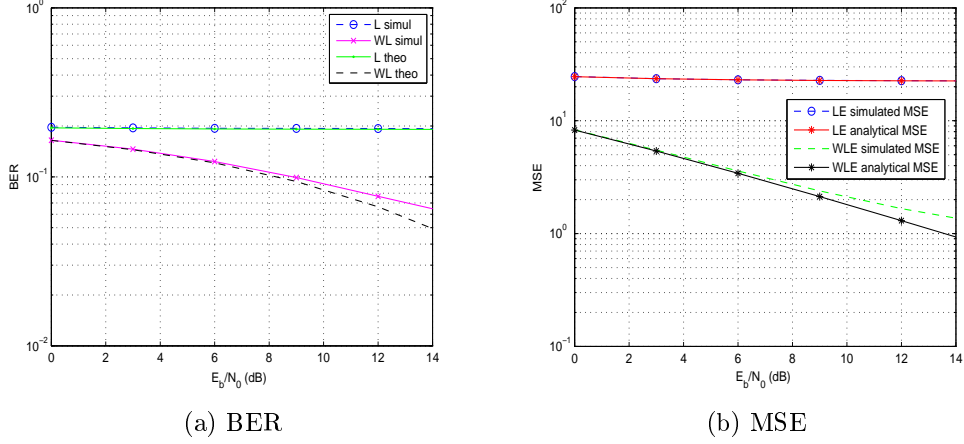 10^0
10^-1
10^-2
BER
0 2 4 6 8 10 12 14
E_b/N_0 (dB)
L simul
WL simul
L theo
WL theo
(a) BER
10^2
10^1
10^0
10^-1
MSE
0 2 4 6 8 10 12 14
E_b/N_0 (dB)
LE simulated MSE
LE analytical MSE
WLE simulated MSE
WLE analytical MSE
(b) MSE